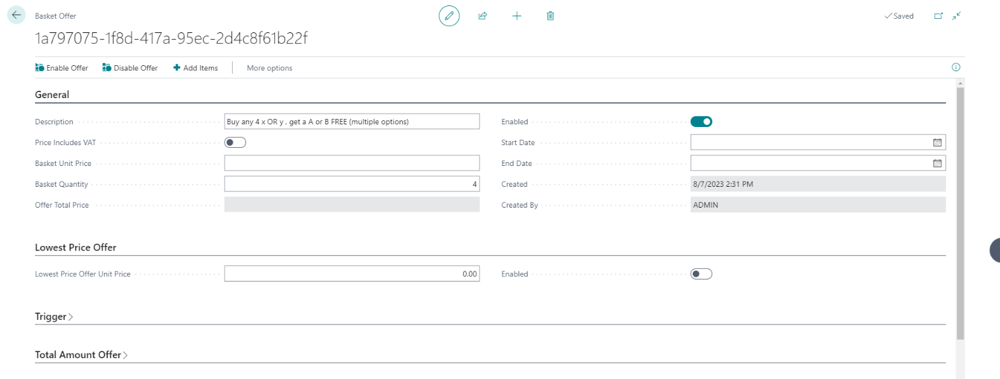 Basket Offer
Saved
1a797075-1f8d-417a-95ec-2d4c8f61b22f
Enable Offer Disable Offer Add Items More options
General
Description Buy any 4 x OR y , get a A or B FREE (multiple options) Enabled
Price Includes VAT Start Date
Basket Unit Price End Date
Basket Quantity 4 Created 8/7/2023 2:31 PM
Offer Total Price Created By ADMIN
Lowest Price Offer
Lowest Price Offer Unit Price 0.00 Enabled
Trigger
Total Amount Offer